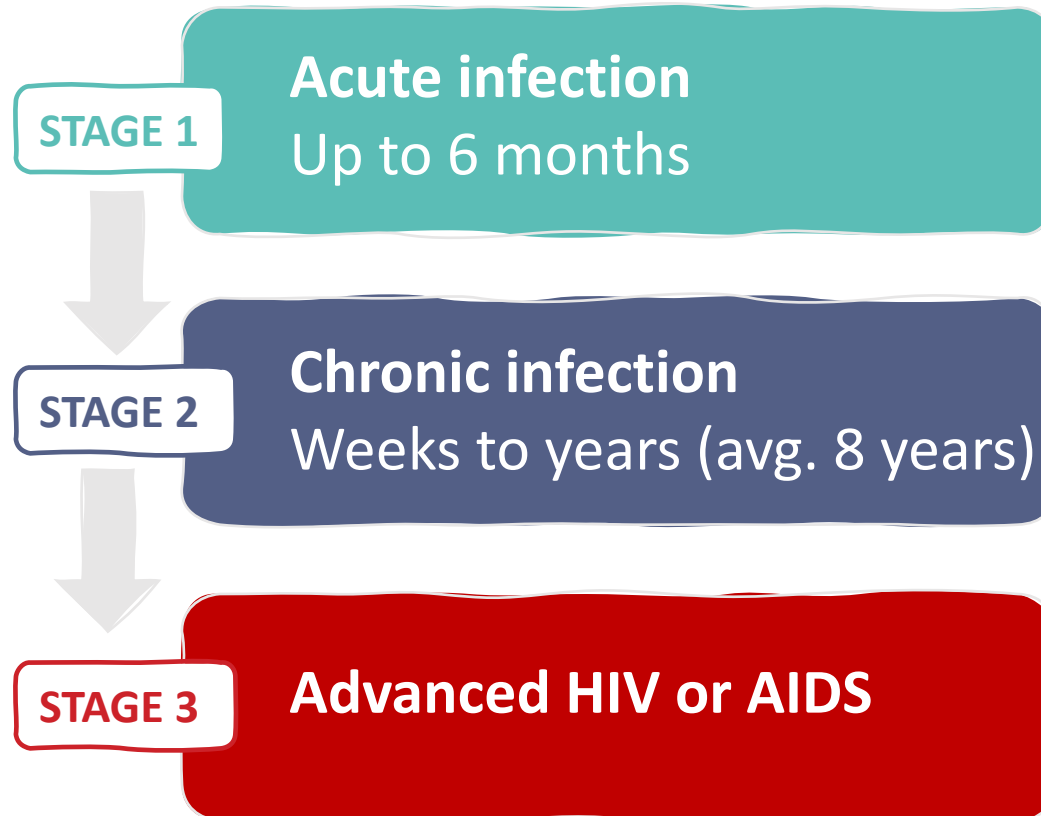 STAGE 1
Acute infection
Up to 6 months
STAGE 2
Chronic infection
Weeks to years (avg. 8 years)
STAGE 3
Advanced HIV or AIDS